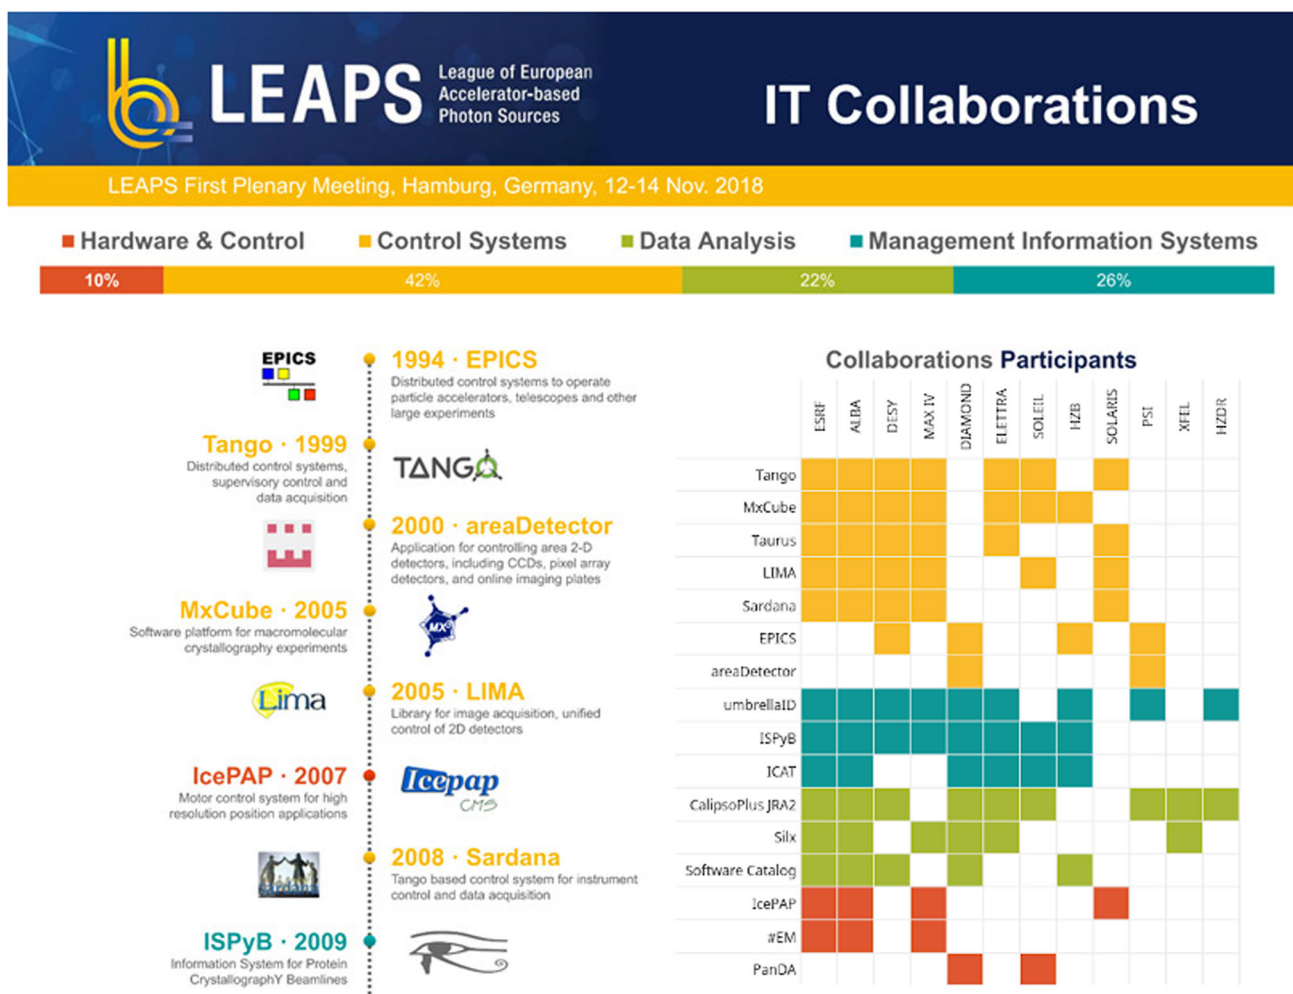 LEAPS
League of European
Accelerator-based
Photon Sources
IT Collaborations
LEAPS First Plenary Meeting, Hamburg, Germany, 12-14 Nov. 2018
Hardware & Control
Control Systems
Data Analysis
Management Information Systems
10%
42%
22%
26%
EPICS
1994 · EPICS
Distributed control systems to operate
particle accelerators, telescopes and other
large experiments
Tango · 1999
Distributed control systems,
supervisory control and
data acquisition
TANGO
2000 · areaDetector
Application for controlling area 2-D
detectors, including CCDs, pixel array
detectors, and online imaging plates
MxCube · 2005
Software platform for macromolecular
crystallography experiments
MX³
Lima
2005 · LIMA
Library for image acquisition, unified
control of 2D detectors
IcePAP · 2007
Motor control system for high
resolution position applications
Icepap
CMS
sardana
2008 · Sardana
Tango based control system for instrument
control and data acquisition
ISPyB · 2009
Information System for Protein
CrystallographY Beamlines
Collaborations Participants
ESRF
ALBA
DESY
MAX IV
DIAMOND
ELETTRA
SOLEIL
HZB
SOLARIS
PSI
XFEL
HZDR
Tango
MxCube
Taurus
LIMA
Sardana
EPICS
areaDetector
umbrellaID
ISPyB
ICAT
CalipsoPlus JRA2
Silx
Software Catalog
IcePAP
#EM
PanDA